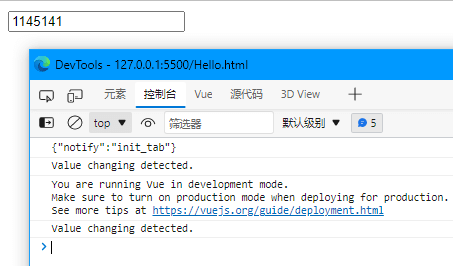 1145141
DevTools - 127.0.0.1:5500/Hello.html
元素 控制台 Vue 源代码 3D View
top 筛选器 默认级别 5
{"notify":"init_tab"}
Value changing detected.
You are running Vue in development mode.
Make sure to turn on production mode when deploying for production.
See more tips at https://vuejs.org/guide/deployment.html
Value changing detected.